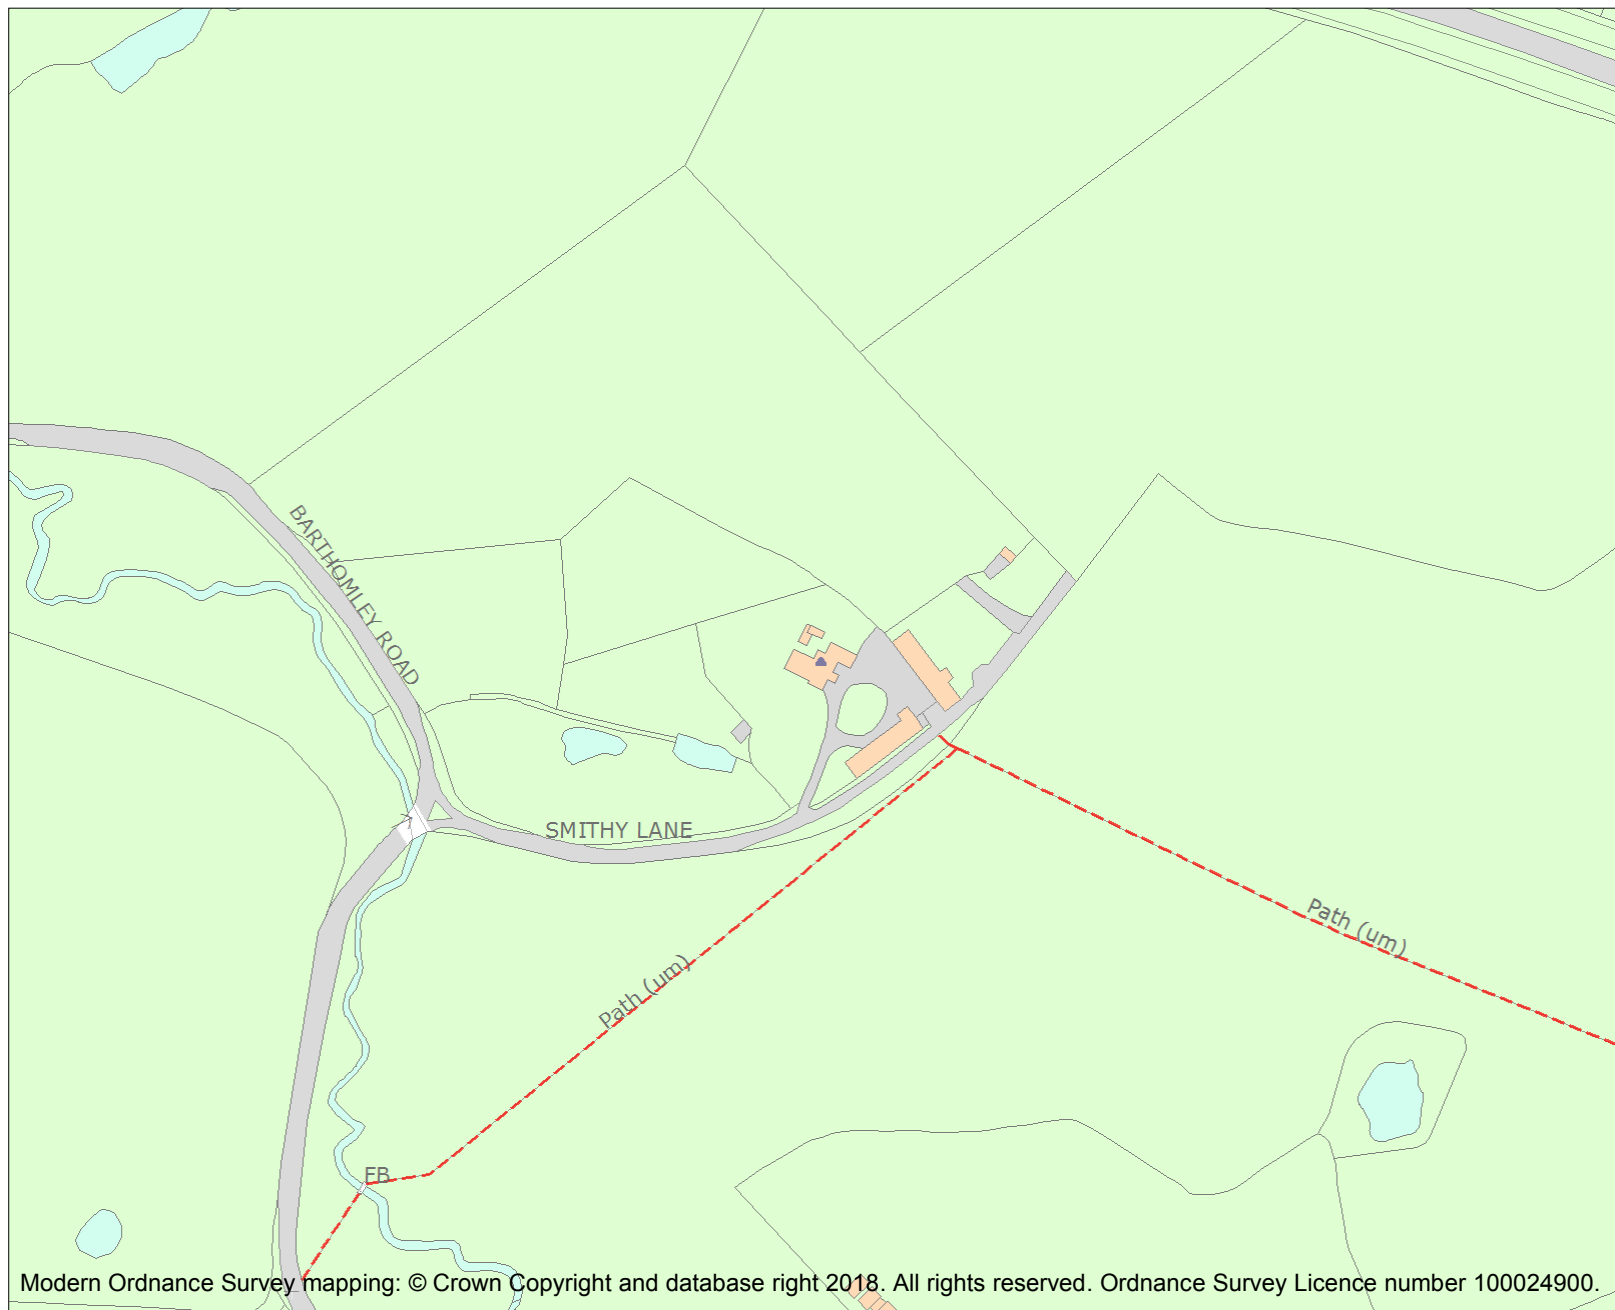 BARTHOMLEY ROAD
SMITHY LANE
Path (um)
Path (um)
FB
Modern Ordnance Survey mapping: © Crown Copyright and database right 2018. All rights reserved. Ordnance Survey Licence number 100024900.